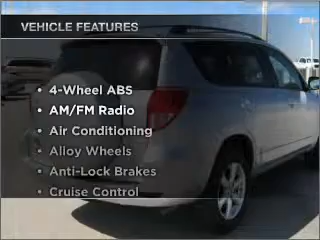 VEHICLE FEATURES
• 4-Wheel ABS
• AM/FM Radio
• Air Conditioning
• Alloy Wheels
• Anti-Lock Brakes
• Cruise Control